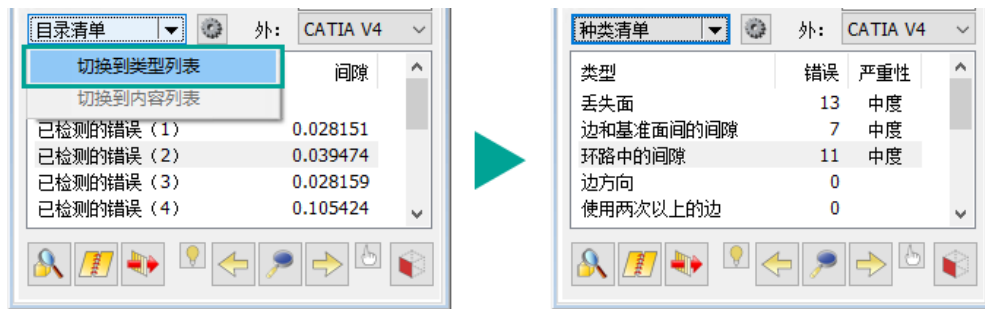 目录清单
外: CATIA V4
切换到类型列表
间隙
切换到内容列表
已检测的错误（1） 0.028151
已检测的错误（2） 0.039474
已检测的错误（3） 0.028159
已检测的错误（4） 0.105424
种类清单
外: CATIA V4
类型 错误 严重性
丢失面 13 中度
边和基准面间的间隙 7 中度
环路中的间隙 11 中度
边方向 0
使用两次以上的边 0